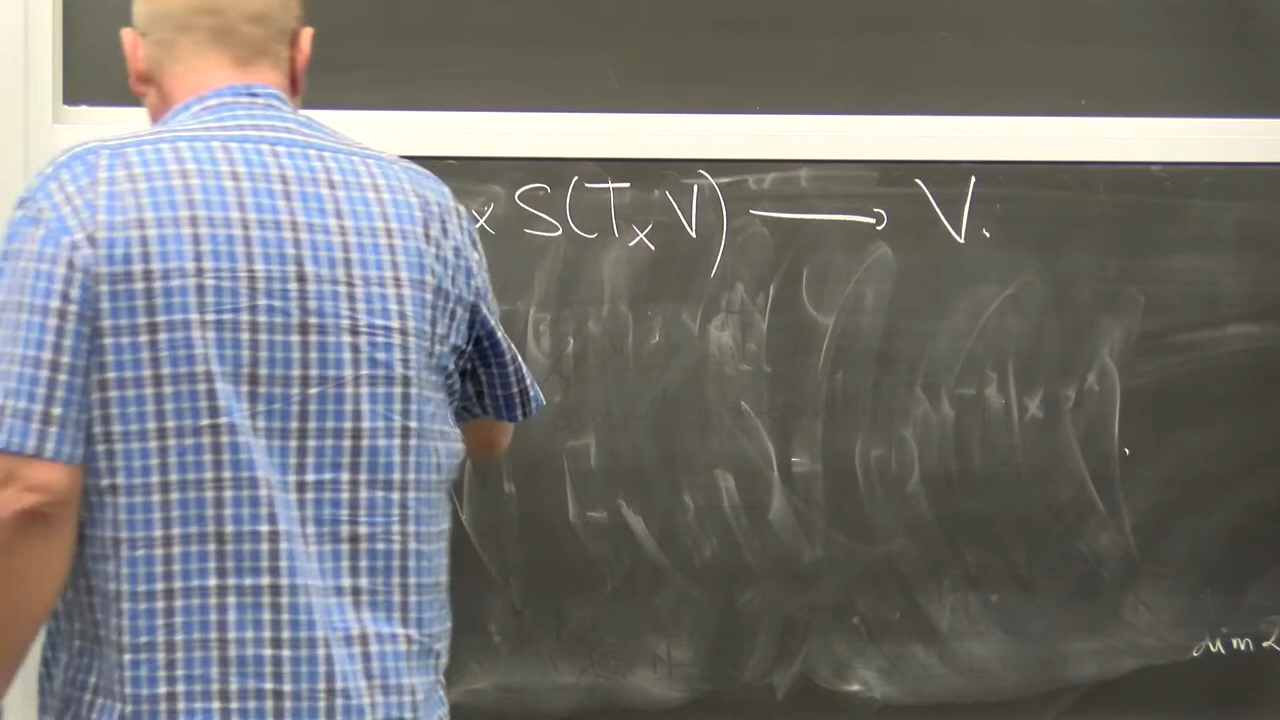 x S(TₓV) ⟶ V.
dim